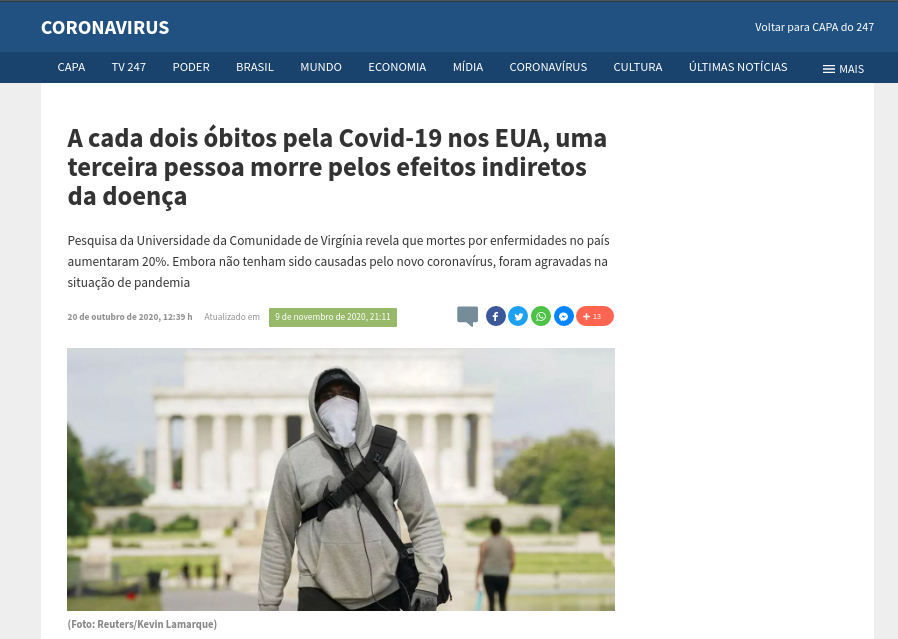 CORONAVIRUS
Voltar para CAPA do 247
CAPA TV 247 PODER BRASIL MUNDO ECONOMIA MÍDIA CORONAVÍRUS CULTURA ÚLTIMAS NOTÍCIAS MAIS
A cada dois óbitos pela Covid-19 nos EUA, uma
terceira pessoa morre pelos efeitos indiretos
da doença
Pesquisa da Universidade da Comunidade de Virgínia revela que mortes por enfermidades no país
aumentaram 20%. Embora não tenham sido causadas pelo novo coronavírus, foram agravadas na
situação de pandemia
20 de outubro de 2020, 12:39 h Atualizado em 9 de novembro de 2020, 21:11
13
(Foto: Reuters/Kevin Lamarque)